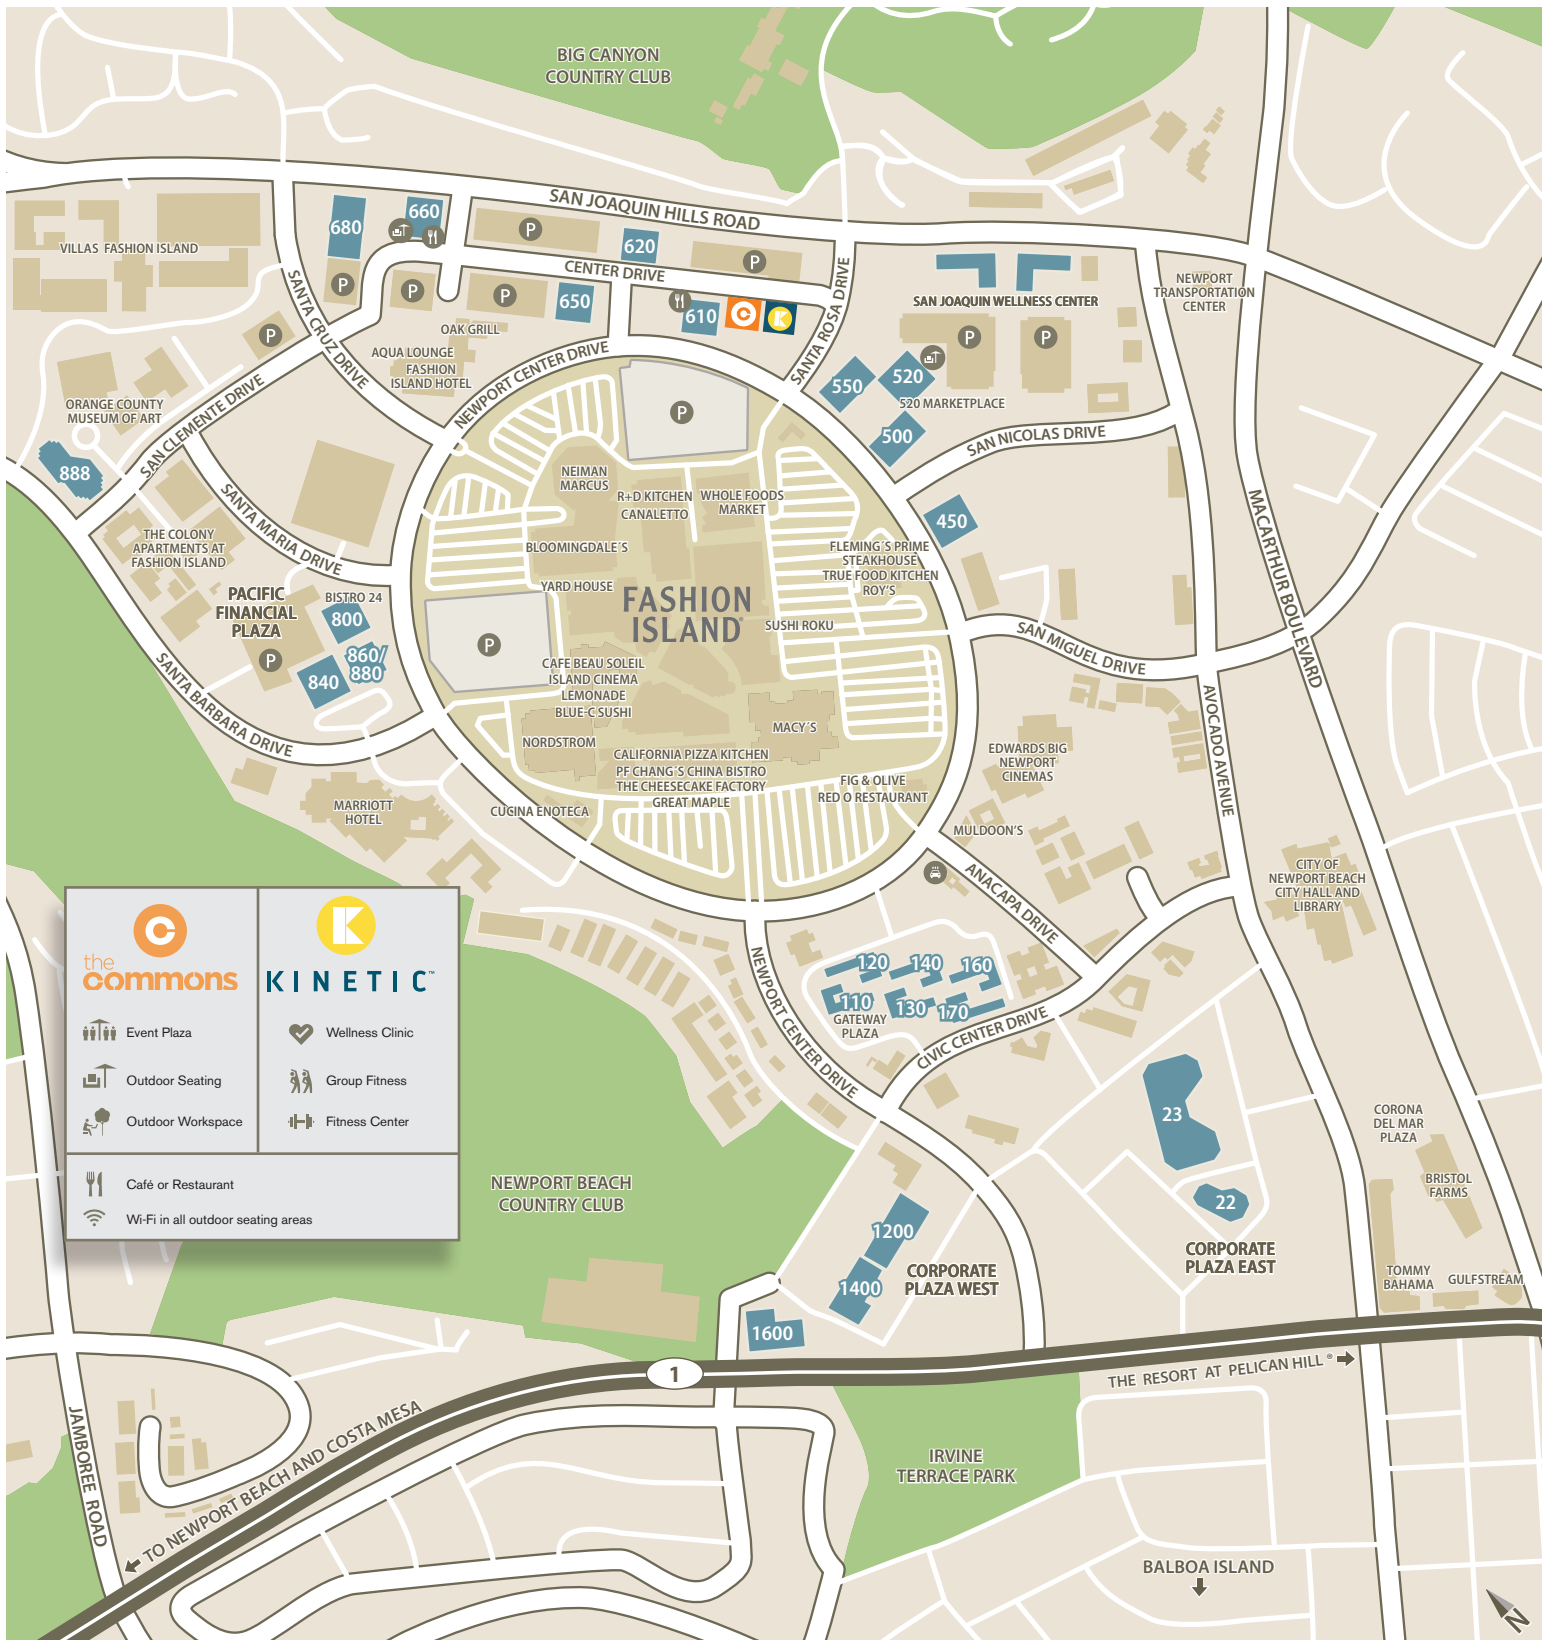 BIG CANYON
COUNTRY CLUB
SAN JOAQUIN HILLS ROAD
680
660
P
620
P
CENTER DRIVE
VILLAS FASHION ISLAND
SANTA CRUZ DRIVE
P
P
P
650
610
C
K
SANTA ROSA DRIVE
SAN JOAQUIN WELLNESS CENTER
NEWPORT
TRANSPORTATION
CENTER
P
OAK GRILL
AQUA LOUNGE
FASHION
ISLAND HOTEL
NEWPORT CENTER DRIVE
P
P
550
520
520 MARKETPLACE
500
SAN NICOLAS DRIVE
ORANGE COUNTY
MUSEUM OF ART
SAN CLEMENTE DRIVE
888
P
NEIMAN
MARCUS
R+D KITCHEN
CANALETTO
WHOLE FOODS
MARKET
450
MACARTHUR BOULEVARD
SANTA MARIA DRIVE
THE COLONY
APARTMENTS AT
FASHION ISLAND
BLOOMINGDALE'S
FLEMING'S PRIME
STEAKHOUSE
TRUE FOOD KITCHEN
ROY'S
PACIFIC
FINANCIAL
PLAZA
P
BISTRO 24
800
860/
880
840
YARD HOUSE
FASHION
ISLAND
SUSHI ROKU
P
SAN MIGUEL DRIVE
SANTA BARBARA DRIVE
CAFE BEAU SOLEIL
ISLAND CINEMA
LEMONADE
BLUE-C SUSHI
NORDSTROM
MACY'S
AVOCADO AVENUE
CALIFORNIA PIZZA KITCHEN
PF CHANG'S CHINA BISTRO
THE CHEESECAKE FACTORY
GREAT MAPLE
FIG & OLIVE
RED O RESTAURANT
EDWARDS BIG
NEWPORT
CINEMAS
MARRIOTT
HOTEL
CUCINA ENOTECA
MULDOON'S
ANACAPA DRIVE
CITY OF
NEWPORT BEACH
CITY HALL AND
LIBRARY
C
the
commons
K
KINETIC™
Event Plaza
Outdoor Seating
Outdoor Workspace
Wellness Clinic
Group Fitness
Fitness Center
Café or Restaurant
Wi-Fi in all outdoor seating areas
NEWPORT CENTER DRIVE
120
140
160
110
130
170
GATEWAY
PLAZA
CIVIC CENTER DRIVE
23
22
CORPORATE
PLAZA EAST
CORONA
DEL MAR
PLAZA
BRISTOL
FARMS
TOMMY
BAHAMA
GULFSTREAM
NEWPORT BEACH
COUNTRY CLUB
1200
1400
CORPORATE
PLAZA WEST
1600
1
THE RESORT AT PELICAN HILL®
JAMBOREE ROAD
TO NEWPORT BEACH AND COSTA MESA
IRVINE
TERRACE PARK
BALBOA ISLAND
N